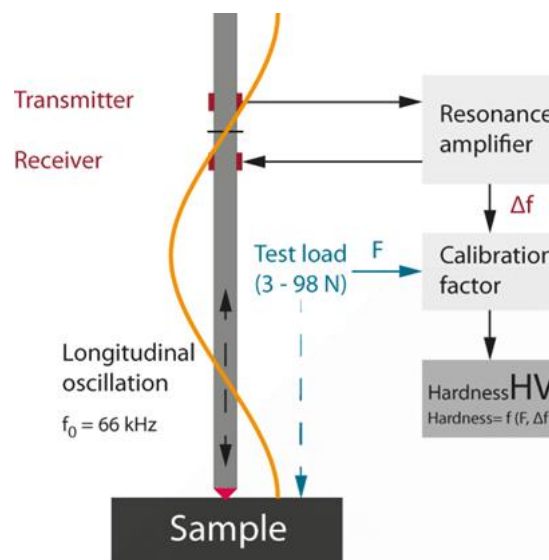 Transmitter
Receiver
Resonance
amplifier
Δf
Test load
(3 - 98 N)
F
Calibration
factor
Longitudinal
oscillation
f₀ = 66 kHz
HardnessHV
Hardness= f (F, Δf
Sample